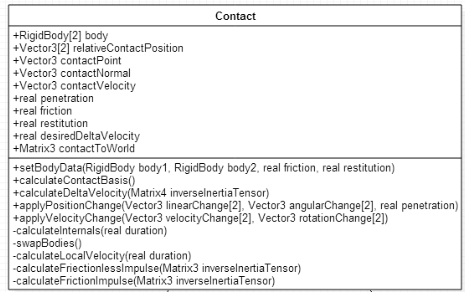 Contact
+RigidBody[2] body
+Vector3[2] relativeContactPosition
+Vector3 contactPoint
+Vector3 contactNormal
+Vector3 contactVelocity
+real penetration
+real friction
+real restitution
+real desiredDeltaVelocity
+Matrix3 contactToWorld
+setBodyData(RigidBody body1, RigidBody body2, real friction, real restitution)
+calculateContactBasis()
+calculateDeltaVelocity(Matrix4 inverseInertiaTensor)
+applyPositionChange(Vector3 linearChange[2], Vector3 angularChange[2], real penetration)
+applyVelocityChange(Vector3 velocityChange[2], Vector3 rotationChange[2])
-calculateInternals(real duration)
-swapBodies()
-calculateLocalVelocity(real duration)
-calculateFrictionlessImpulse(Matrix3 inverseInertiaTensor)
-calculateFrictionImpulse(Matrix3 inverseInertiaTensor)